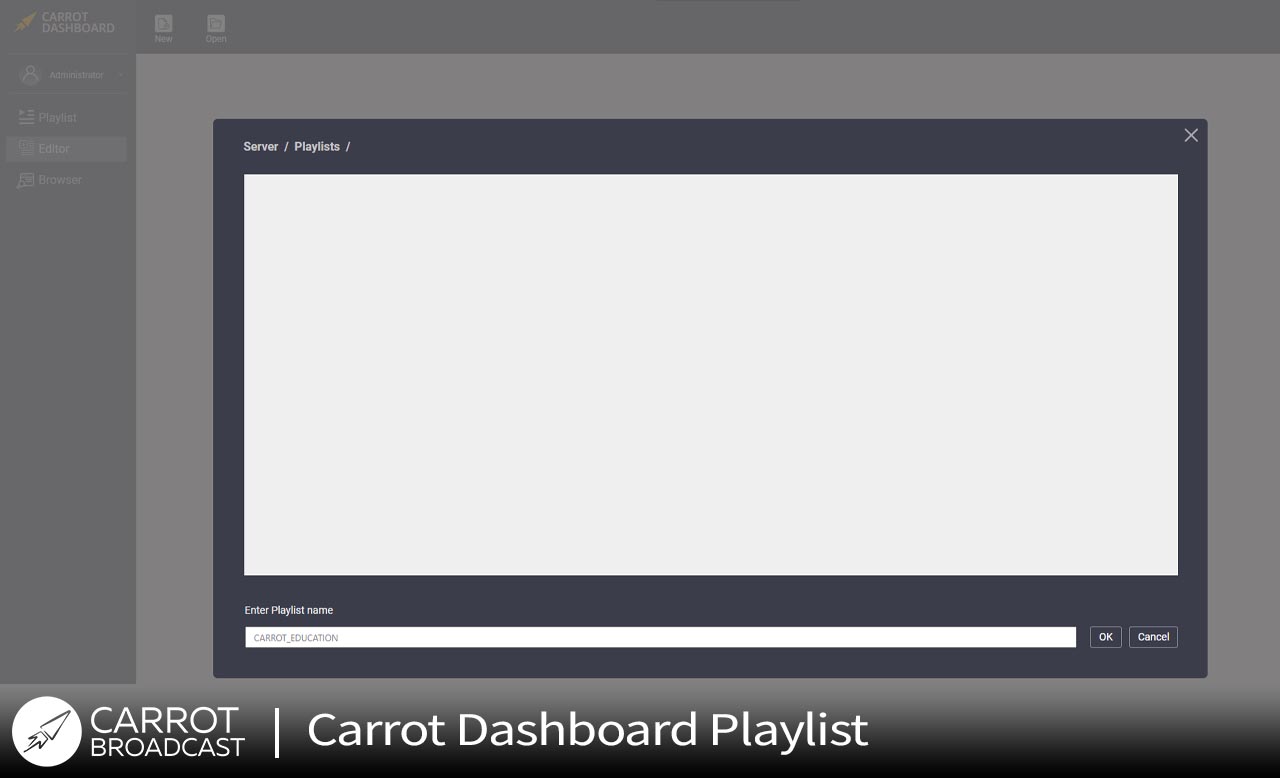 CARROT
DASHBOARD
New
Open
Administrator
Playlist
Editor
Browser
Server / Playlists /
Enter Playlist name
CARROT_EDUCATION
OK
Cancel
CARROT
BROADCAST
Carrot Dashboard Playlist